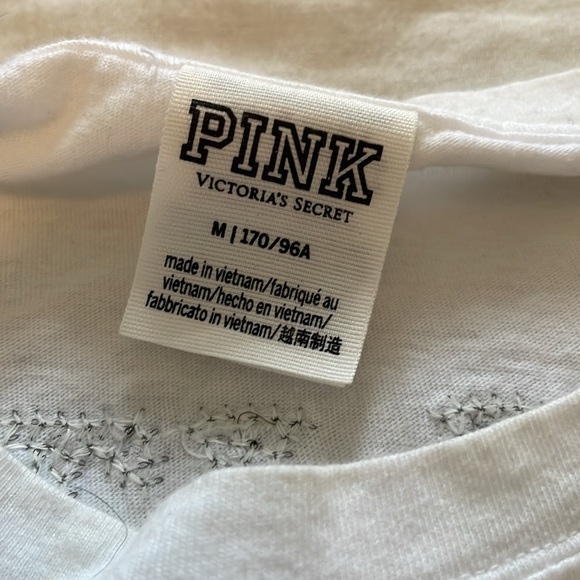 PINK
VICTORIA'S SECRET
M | 170/96A
made in vietnam/fabriqué au
vietnam/hecho en vietnam/
fabbricato in vietnam/越南制造